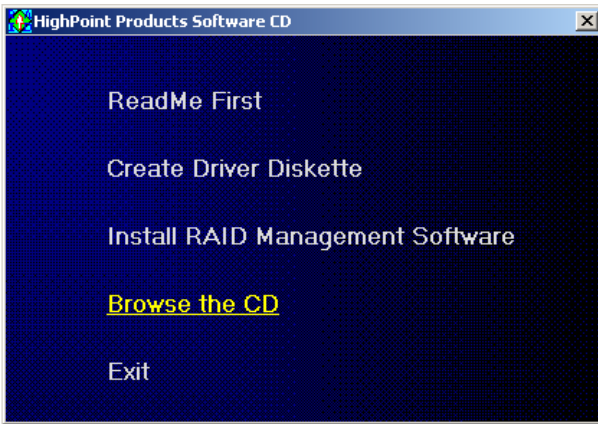 HighPoint Products Software CD
ReadMe First
Create Driver Diskette
Install RAID Management Software
Browse the CD
Exit